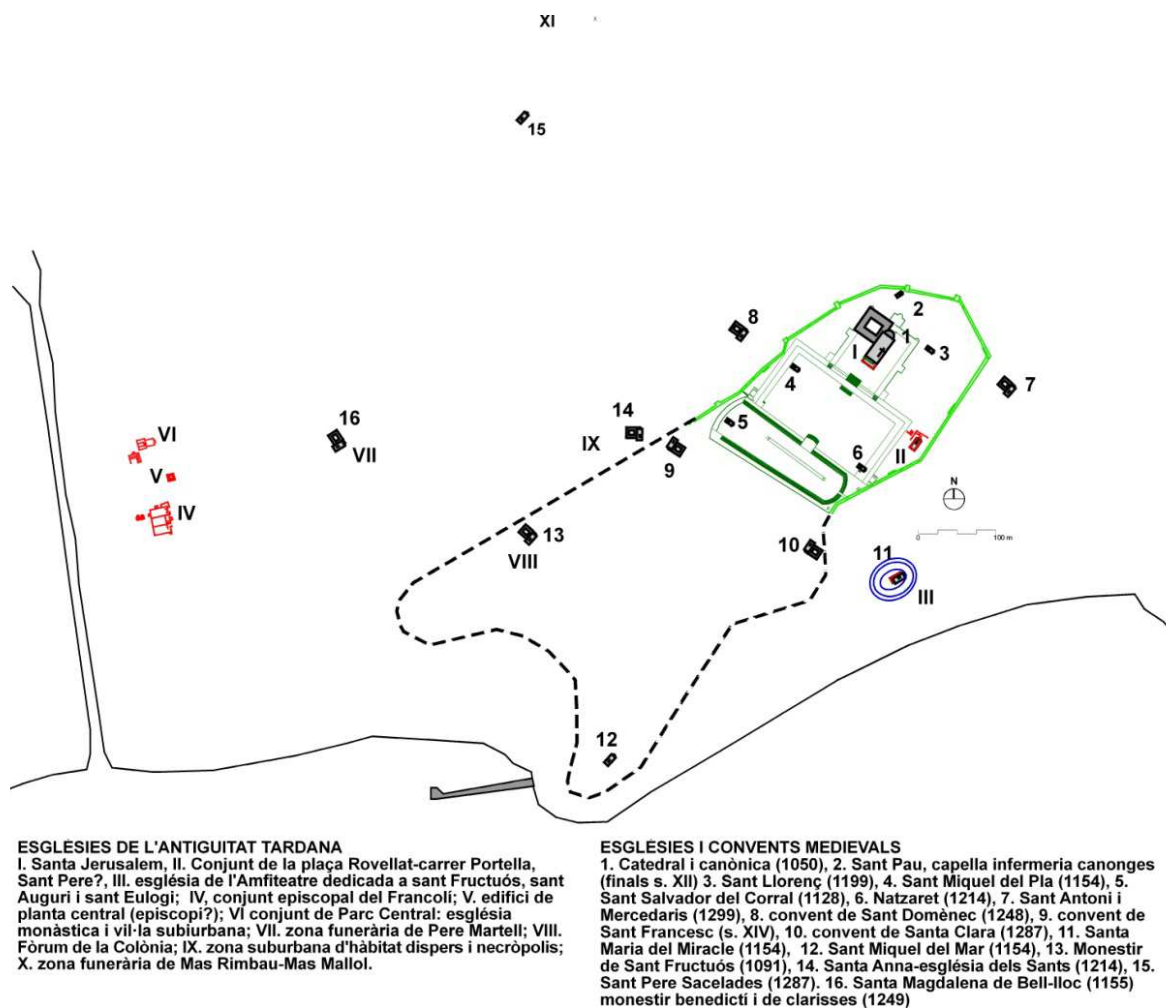 XI
15
2
8
1
I
3
7
4
16
VI
14
5
IX
II
VII
9
6
V
N
IV
13
10
0 100 m
VIII
11
III
12
ESGLÉSIES DE L'ANTIGUITAT TARDANA
I. Santa Jerusalem, II. Conjunt de la plaça Rovellat-carrer Portella,
Sant Pere?, III. església de l'Amfiteatre dedicada a sant Fructuós, sant
Auguri i sant Eulogi; IV, conjunt episcopal del Francolí; V. edifici de
planta central (episcopi?); VI conjunt de Parc Central: església
monàstica i vil·la subiurbana; VII. zona funerària de Pere Martell; VIII.
Fòrum de la Colònia; IX. zona suburbana d'hàbitat dispers i necròpolis;
X. zona funerària de Mas Rimbau-Mas Mallol.
ESGLÉSIES I CONVENTS MEDIEVALS
1. Catedral i canònica (1050), 2. Sant Pau, capella infermeria canonges
(finals s. XII) 3. Sant Llorenç (1199), 4. Sant Miquel del Pla (1154), 5.
Sant Salvador del Corral (1128), 6. Natzaret (1214), 7. Sant Antoni i
Mercedaris (1299), 8. convent de Sant Domènec (1248), 9. convent de
Sant Francesc (s. XIV), 10. convent de Santa Clara (1287), 11. Santa
Maria del Miracle (1154), 12. Sant Miquel del Mar (1154), 13. Monestir
de Sant Fructuós (1091), 14. Santa Anna-església dels Sants (1214), 15.
Sant Pere Sacelades (1287). 16. Santa Magdalena de Bell-lloc (1155)
monestir benedictí i de clarisses (1249)